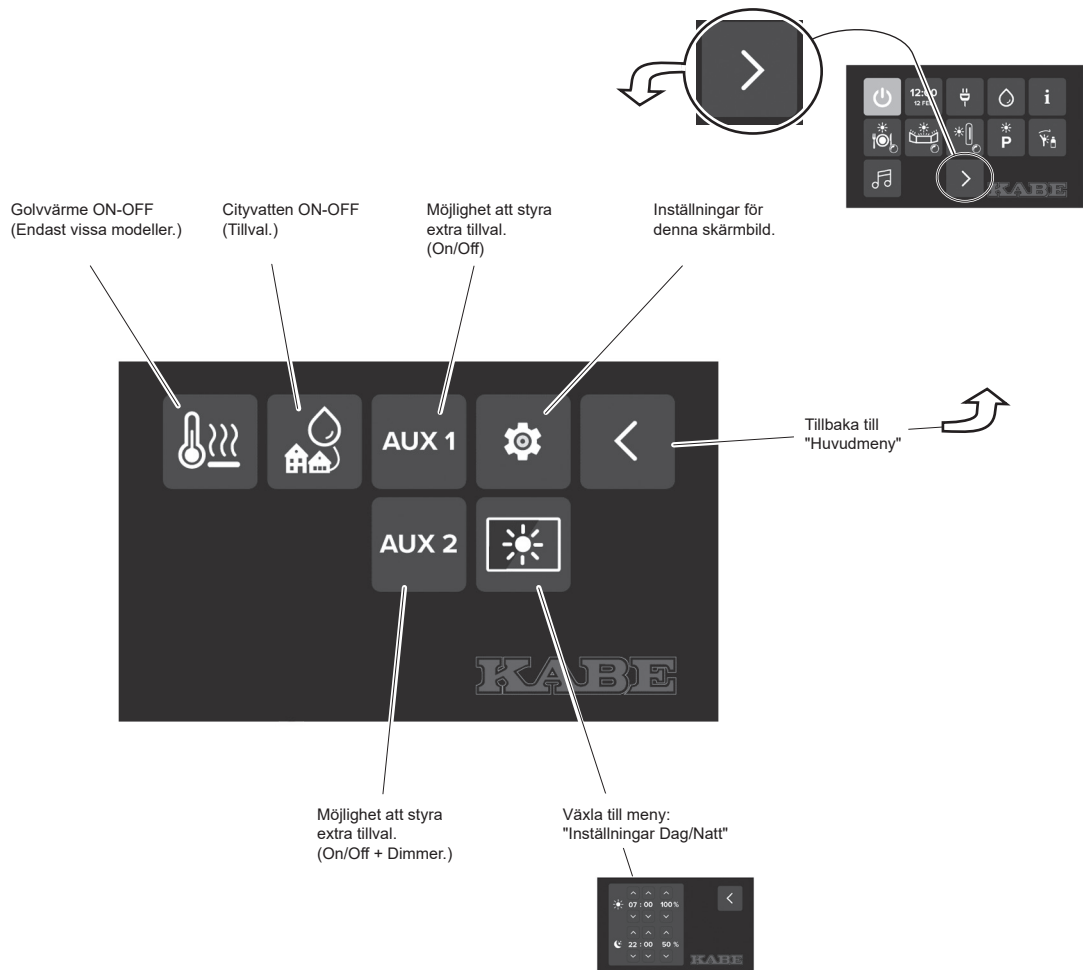 12:00
12 FEB
i
P
KABE
Golvvärme ON-OFF
(Endast vissa modeller.)
Cityvatten ON-OFF
(Tillval.)
Möjlighet att styra
extra tillval.
(On/Off)
Inställningar för
denna skärmbild.
AUX 1
Tillbaka till
"Huvudmeny"
AUX 2
KABE
Möjlighet att styra
extra tillval.
(On/Off + Dimmer.)
Växla till meny:
"Inställningar Dag/Natt"
07 : 00 100%
22 : 00 50 %
KABE